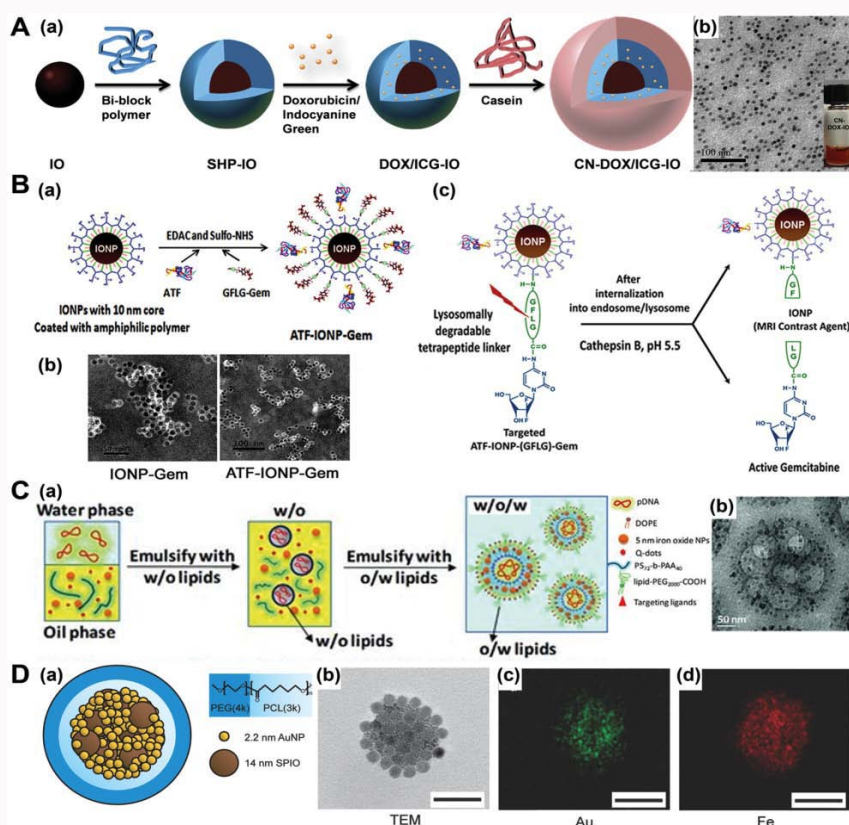 A
(a)
Bi-block
polymer
Doxorubicin/
Indocyanine
Green
Casein
IO
SHP-IO
DOX/ICG-IO
CN-DOX/ICG-IO
(b)
100 nm
CN-
DOX-IO
B
(a)
IONP
EDAC and Sulfo-NHS
ATF
GFLG-Gem
IONPs with 10 nm core
Coated with amphiphilic polymer
IONP
ATF-IONP-Gem
(b)
100 nm
IONP-Gem
ATF-IONP-Gem
(c)
IONP
H-N
G
F
L
G
C=O
H-N
Lysosomally
degradable
tetrapeptide linker
Targeted
ATF-IONP-(GFLG)-Gem
After
internalization
into endosome/lysosome
Cathepsin B, pH 5.5
IONP
H-N
G
F
IONP
(MRI Contrast Agent)
L
G
C=O
H-N
Active Gemcitabine
C
(a)
Water phase
Oil phase
Emulsify with
w/o lipids
w/o
w/o lipids
Emulsify with
o/w lipids
w/o/w
o/w lipids
pDNA
DOPE
5 nm iron oxide NPs
Q-dots
PS72-b-PAA40
lipid-PEG2000-COOH
Targeting ligands
(b)
50 nm
D
(a)
PEG(4k)
PCL(3k)
2.2 nm AuNP
14 nm SPIO
(b)
TEM
(c)
Au
(d)
Fe